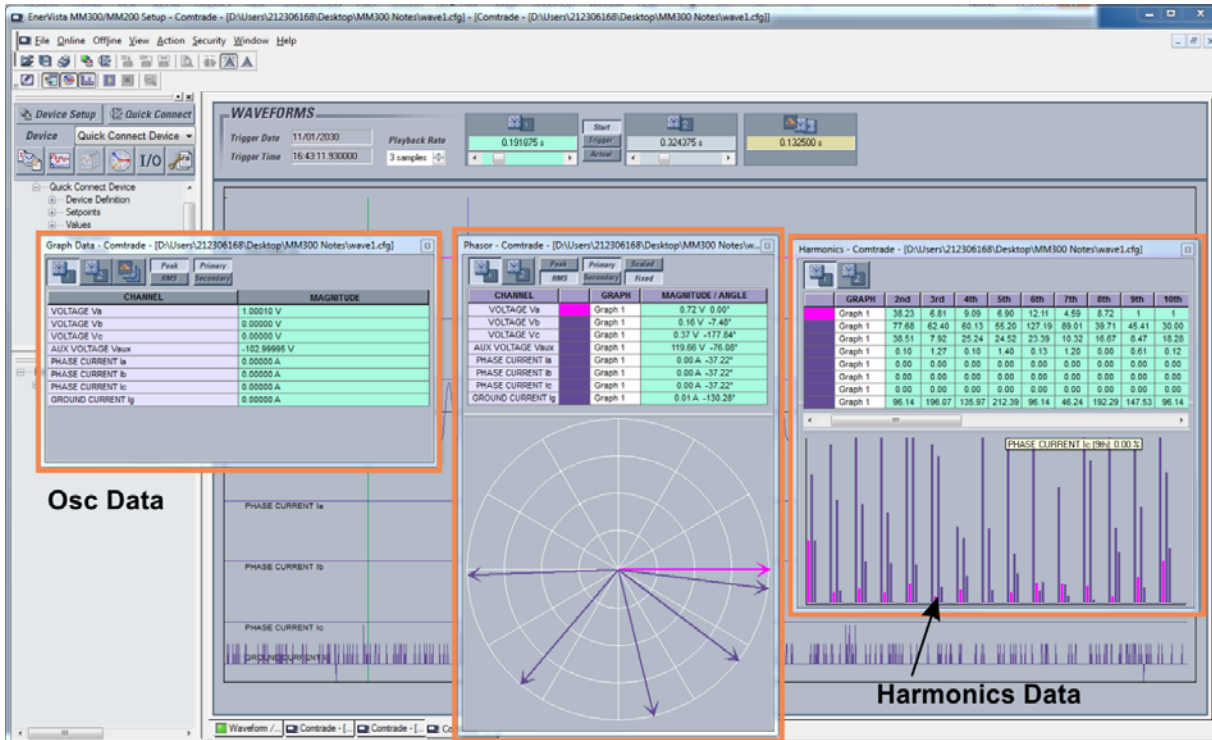 EnerVista MM300/MM200 Setup - Comtrade - [D:\Users\212306168\Desktop\MM300 Notes\wave1.cfg] - [Comtrade - [D:\Users\212306168\Desktop\MM300 Notes\wave1.cfg]]
File Online Offline View Action Security Window Help
Device Setup Quick Connect
Device Quick Connect Device
I/O
Quick Connect Device
Device Definition
Setpoints
Values
WAVEFORMS
Trigger Date 11/01/2030
Trigger Time 16:43:11.930000
Playback Rate
3 samples
0.191875 s
Start
Trigger
Actual
0.324375 s
0.132500 s
Graph Data - Comtrade - [D:\Users\212306168\Desktop\MM300 Notes\wave1.cfg]
Peak Primary
RMS Secondary
CHANNEL MAGNITUDE
VOLTAGE Va 1.00010 V
VOLTAGE Vb 0.00000 V
VOLTAGE Vc 0.00000 V
AUX VOLTAGE Vaux -102.99995 V
PHASE CURRENT Ia 0.00000 A
PHASE CURRENT Ib 0.00000 A
PHASE CURRENT Ic 0.00000 A
GROUND CURRENT Ig 0.00000 A
Osc Data
Phasor - Comtrade - [D:\Users\212306168\Desktop\MM300 Notes\w...
Peak Primary Scaled
RMS Secondary Fixed
CHANNEL GRAPH MAGNITUDE / ANGLE
VOLTAGE Va Graph 1 0.72 V 0.00°
VOLTAGE Vb Graph 1 0.16 V -7.48°
VOLTAGE Vc Graph 1 0.37 V -177.84°
AUX VOLTAGE Vaux Graph 1 119.66 V -76.08°
PHASE CURRENT Ia Graph 1 0.00 A -37.22°
PHASE CURRENT Ib Graph 1 0.00 A -37.22°
PHASE CURRENT Ic Graph 1 0.00 A -37.22°
GROUND CURRENT Ig Graph 1 0.01 A -130.28°
Harmonics - Comtrade - [D:\Users\212306168\Desktop\MM300 Notes\wave1.cfg]
GRAPH 2nd 3rd 4th 5th 6th 7th 8th 9th 10th
Graph 1 38.23 6.81 9.09 6.90 12.11 4.59 8.72 1 1
Graph 1 77.68 62.40 60.13 55.20 127.19 89.01 39.71 45.41 30.00
Graph 1 38.51 7.92 25.24 24.52 23.39 10.32 16.67 8.47 18.28
Graph 1 0.10 1.27 0.10 1.40 0.13 1.20 0.00 0.61 0.12
Graph 1 0.00 0.00 0.00 0.00 0.00 0.00 0.00 0.00 0.00
Graph 1 0.00 0.00 0.00 0.00 0.00 0.00 0.00 0.00 0.00
Graph 1 0.00 0.00 0.00 0.00 0.00 0.00 0.00 0.00 0.00
Graph 1 96.14 196.07 135.97 212.39 96.14 46.24 192.29 147.53 96.14
PHASE CURRENT Ic (9th): 0.00 %
Harmonics Data
PHASE CURRENT Ia
PHASE CURRENT Ib
PHASE CURRENT Ic
GROUND CURRENT Ig
Waveform /... Comtrade - [... Comtrade - [...